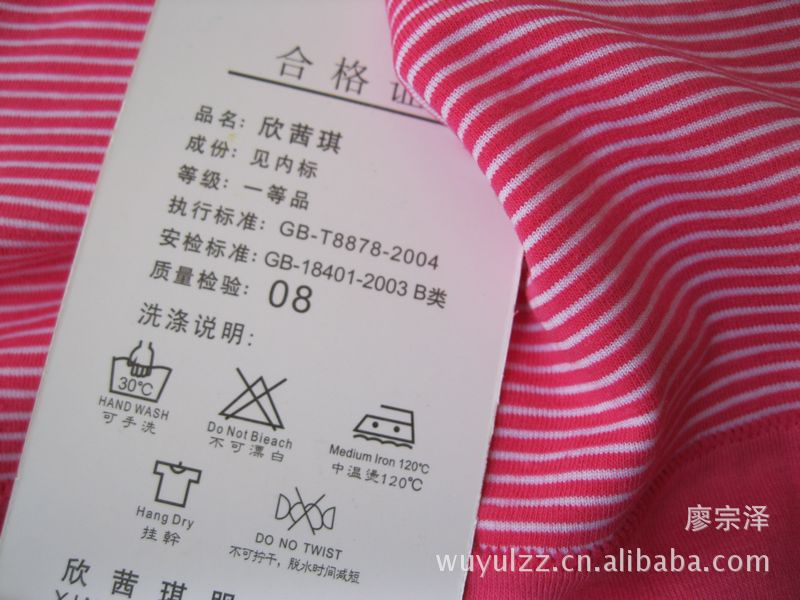 合格证
品名: 欣茜琪
成份: 见内标
等级: 一等品
执行标准: GB-T8878-2004
安检标准: GB-18401-2003 B类
质量检验: 08
洗涤说明:
30℃
HAND WASH
可手洗
Do Not Bleach
不可漂白
Medium Iron 120℃
中温烫120℃
Hang Dry
挂幹
DO NO TWIST
不可拧干，脱水时间减短
欣茜琪服
廖宗泽
wuyulzz.cn.alibaba.com